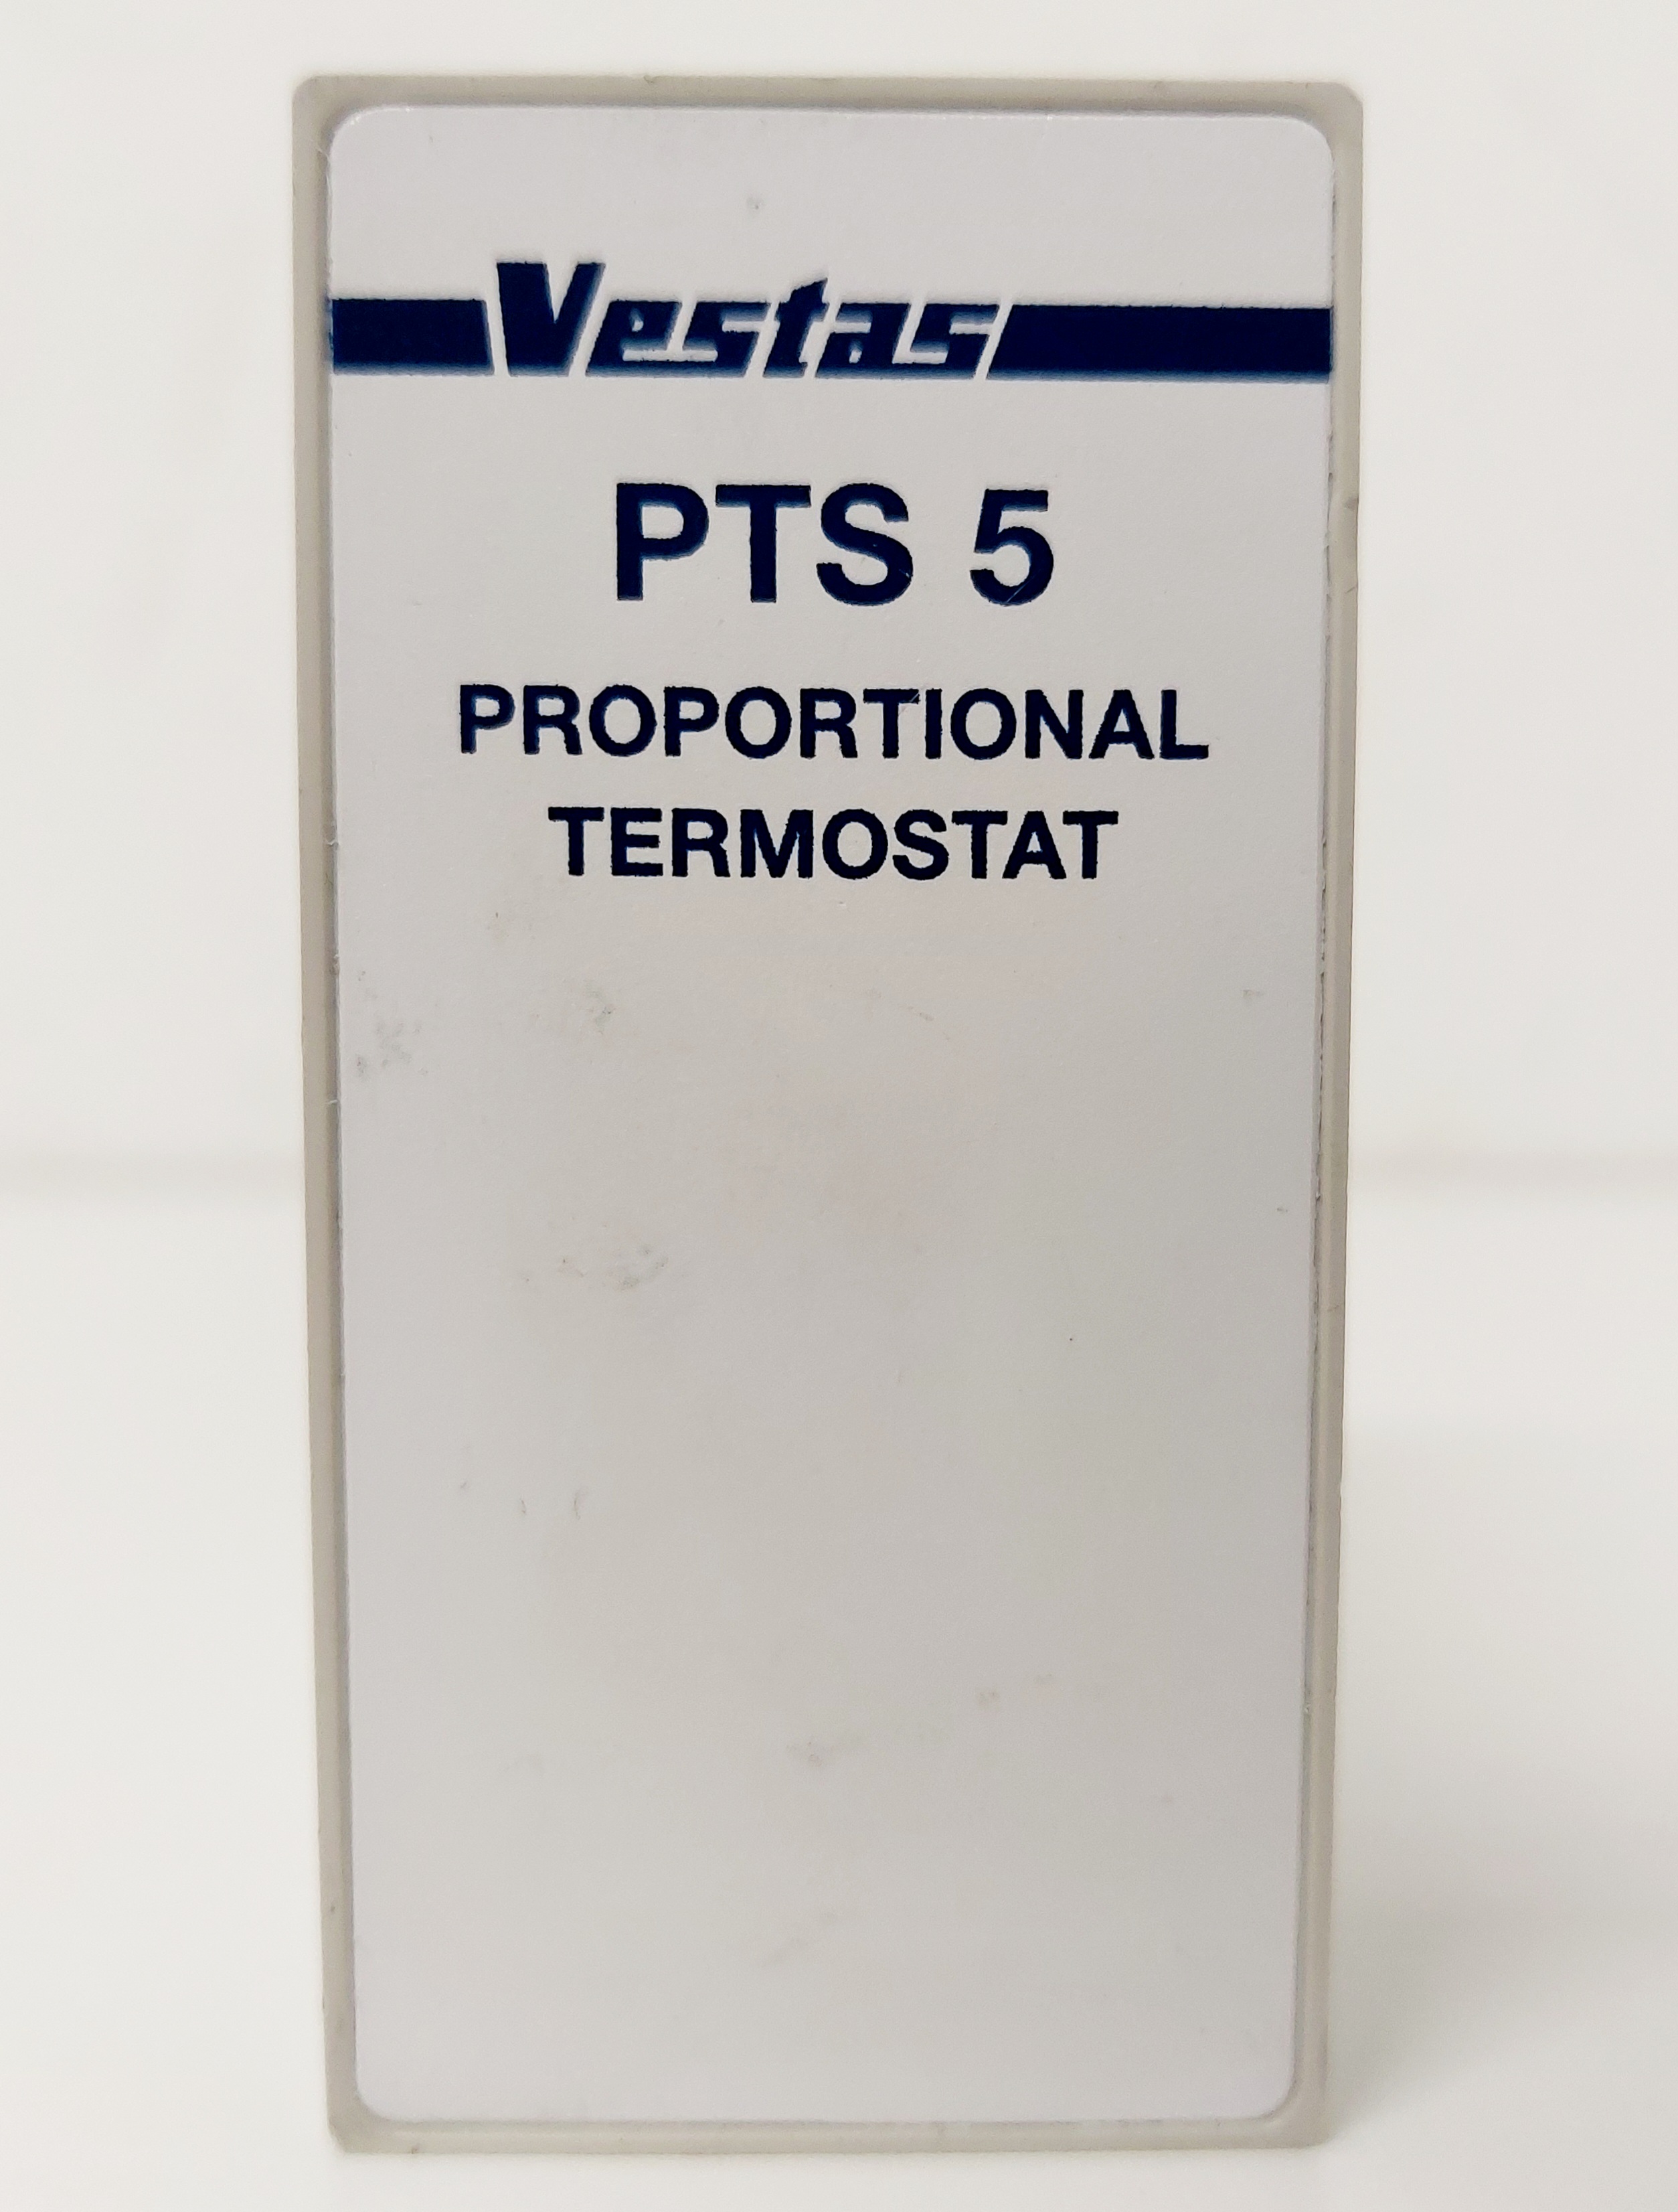 Vestas
PTS 5
PROPORTIONAL
TERMOSTAT